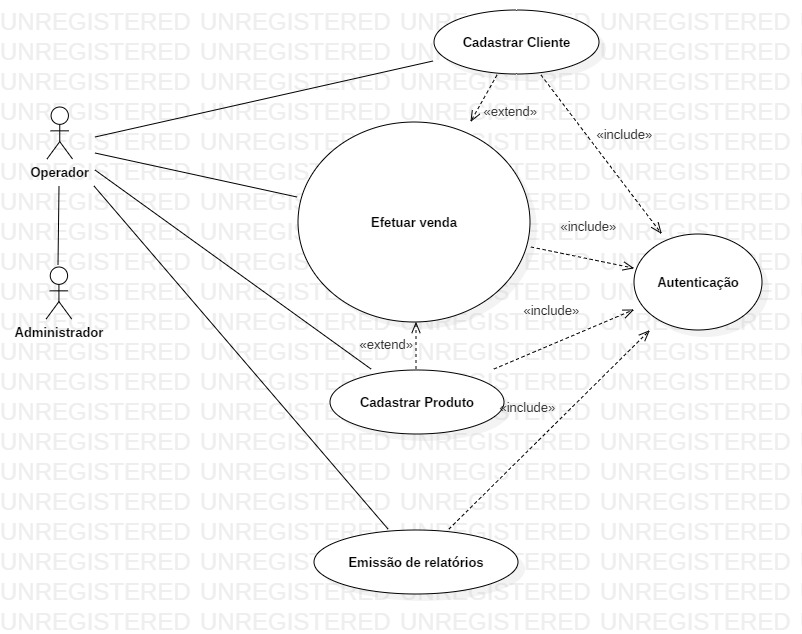 UNREGISTERED UNREGISTERED UNREGISTERED UNREGISTERED
Cadastrar Cliente
«extend»
«include»
Operador
Efetuar venda
«include»
Autenticação
«include»
Administrador
«extend»
Cadastrar Produto
«include»
Emissão de relatórios